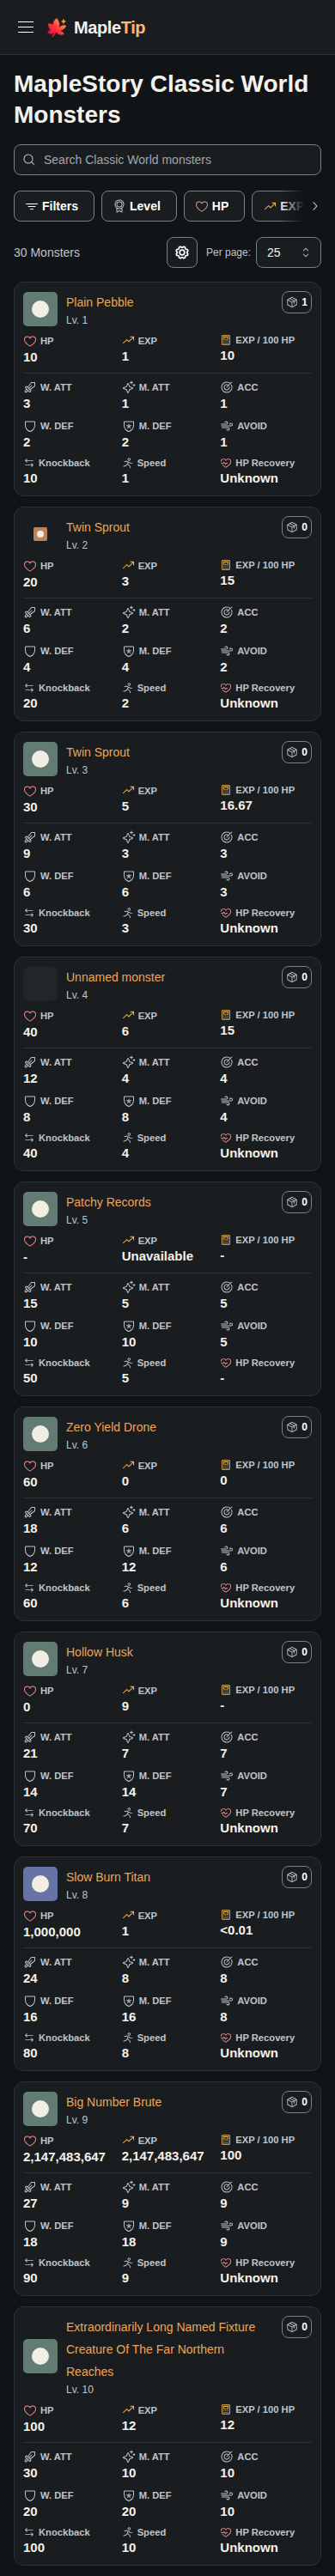 MapleTip
MapleStory Classic World
Monsters
Search Classic World monsters
Filters Level HP EXP
30 Monsters Per page: 25
Plain Pebble 1
Lv. 1
HP EXP EXP / 100 HP
10 1 10
W. ATT M. ATT ACC
3 1 1
W. DEF M. DEF AVOID
2 2 1
Knockback Speed HP Recovery
10 1 Unknown
Twin Sprout 0
Lv. 2
HP EXP EXP / 100 HP
20 3 15
W. ATT M. ATT ACC
6 2 2
W. DEF M. DEF AVOID
4 4 2
Knockback Speed HP Recovery
20 2 Unknown
Twin Sprout 0
Lv. 3
HP EXP EXP / 100 HP
30 5 16.67
W. ATT M. ATT ACC
9 3 3
W. DEF M. DEF AVOID
6 6 3
Knockback Speed HP Recovery
30 3 Unknown
Unnamed monster 0
Lv. 4
HP EXP EXP / 100 HP
40 6 15
W. ATT M. ATT ACC
12 4 4
W. DEF M. DEF AVOID
8 8 4
Knockback Speed HP Recovery
40 4 Unknown
Patchy Records 0
Lv. 5
HP EXP EXP / 100 HP
- Unavailable -
W. ATT M. ATT ACC
15 5 5
W. DEF M. DEF AVOID
10 10 5
Knockback Speed HP Recovery
50 5 -
Zero Yield Drone 0
Lv. 6
HP EXP EXP / 100 HP
60 0 0
W. ATT M. ATT ACC
18 6 6
W. DEF M. DEF AVOID
12 12 6
Knockback Speed HP Recovery
60 6 Unknown
Hollow Husk 0
Lv. 7
HP EXP EXP / 100 HP
0 9 -
W. ATT M. ATT ACC
21 7 7
W. DEF M. DEF AVOID
14 14 7
Knockback Speed HP Recovery
70 7 Unknown
Slow Burn Titan 0
Lv. 8
HP EXP EXP / 100 HP
1,000,000 1 <0.01
W. ATT M. ATT ACC
24 8 8
W. DEF M. DEF AVOID
16 16 8
Knockback Speed HP Recovery
80 8 Unknown
Big Number Brute 0
Lv. 9
HP EXP EXP / 100 HP
2,147,483,647 2,147,483,647 100
W. ATT M. ATT ACC
27 9 9
W. DEF M. DEF AVOID
18 18 9
Knockback Speed HP Recovery
90 9 Unknown
Extraordinarily Long Named Fixture 0
Creature Of The Far Northern
Reaches
Lv. 10
HP EXP EXP / 100 HP
100 12 12
W. ATT M. ATT ACC
30 10 10
W. DEF M. DEF AVOID
20 20 10
Knockback Speed HP Recovery
100 10 Unknown